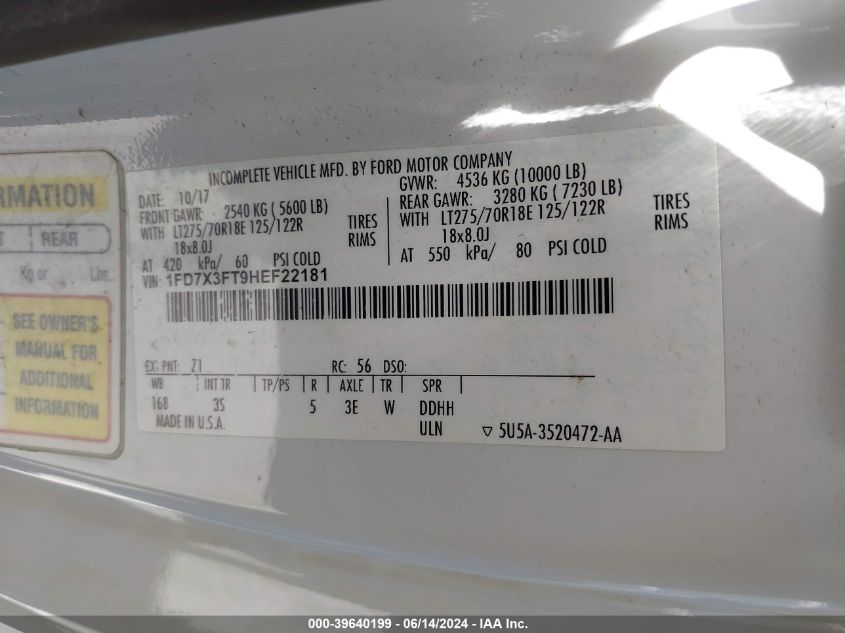 INCOMPLETE VEHICLE MFD. BY FORD MOTOR COMPANY
DATE: 10/17 GVWR: 4536 KG (10000 LB)
FRONT GAWR: 2540 KG ( 5600 LB) REAR GAWR: 3280 KG ( 7230 LB)
WITH LT275/70R18E 125/122R TIRES WITH LT275/70R18E 125/122R TIRES
18x8.0J RIMS 18x8.0J RIMS
AT 420 kPa/ 60 PSI COLD AT 550 kPa/ 80 PSI COLD
VIN: 1FD7X3FT9HEF22181
EXT PNT: Z1 RC: 56 DSO:
WB INT TR TP/PS R AXLE TR SPR
168 3S 5 3E W DDHH
MADE IN U.S.A. ULN 5U5A-3520472-AA
REAR
Kg or Lbs.
SEE OWNER'S
MANUAL FOR
ADDITIONAL
INFORMATION
000-39640199 - 06/14/2024 - IAA Inc.